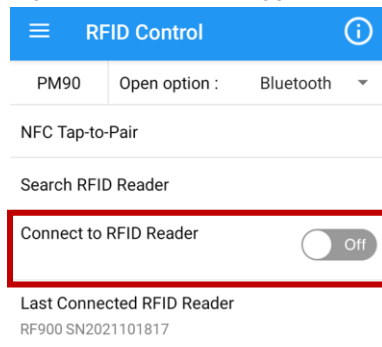 RFID Control
PM90 Open option : Bluetooth
NFC Tap-to-Pair
Search RFID Reader
Connect to RFID Reader Off
Last Connected RFID Reader
RF900 SN2021101817